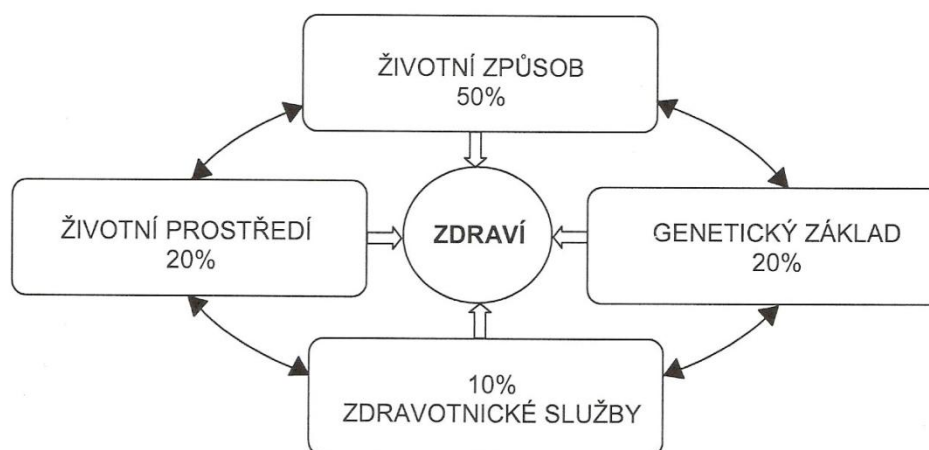 ŽIVOTNÍ ZPŮSOB
50%
ŽIVOTNÍ PROSTŘEDÍ
20%
ZDRAVÍ
GENETICKÝ ZÁKLAD
20%
10%
ZDRAVOTNICKÉ SLUŽBY